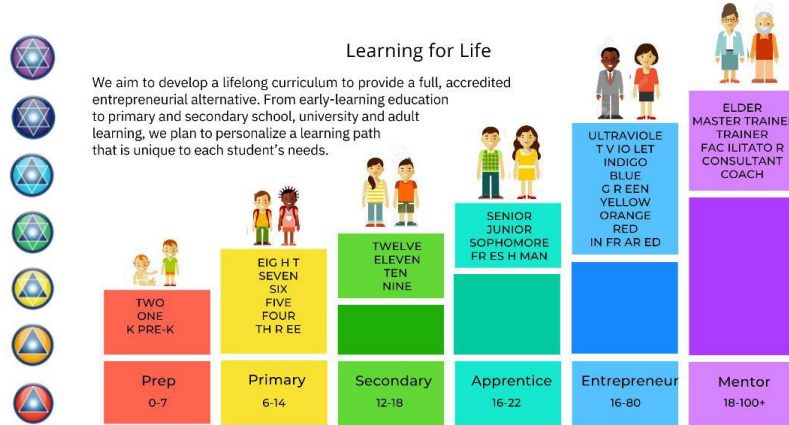 Learning for Life
We aim to develop a lifelong curriculum to provide a full, accredited
entrepreneurial alternative. From early-learning education
to primary and secondary school, university and adult
learning, we plan to personalize a learning path
that is unique to each student's needs.
TWO
ONE
K PRE-K
Prep
0-7
EIG H T
SEVEN
SIX
FIVE
FOUR
TH R EE
Primary
6-14
TWELVE
ELEVEN
TEN
NINE
Secondary
12-18
SENIOR
JUNIOR
SOPHOMORE
FR ES H MAN
Apprentice
16-22
ULTRAVIOLE
T V IO LET
INDIGO
BLUE
G R EEN
YELLOW
ORANGE
RED
IN FR AR ED
Entrepreneur
16-80
ELDER
MASTER TRAINER
TRAINER
FAC ILITATO R
CONSULTANT
COACH
Mentor
18-100+